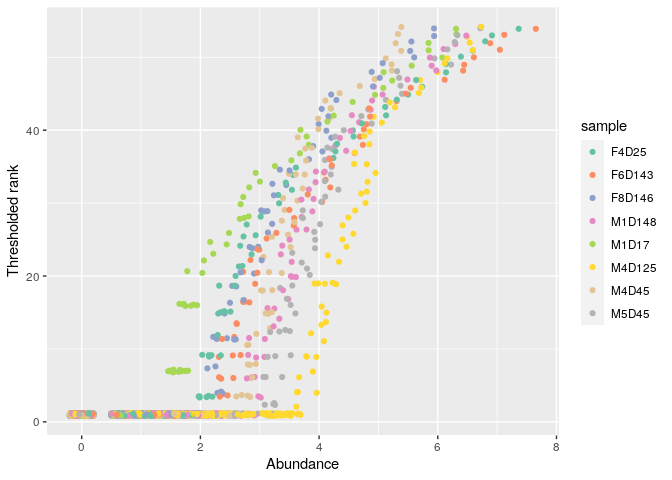 40
20
0
0 2 4 6 8
Abundance
Thresholded rank
sample
F4D25
F6D143
F8D146
M1D148
M1D17
M4D125
M4D45
M5D45